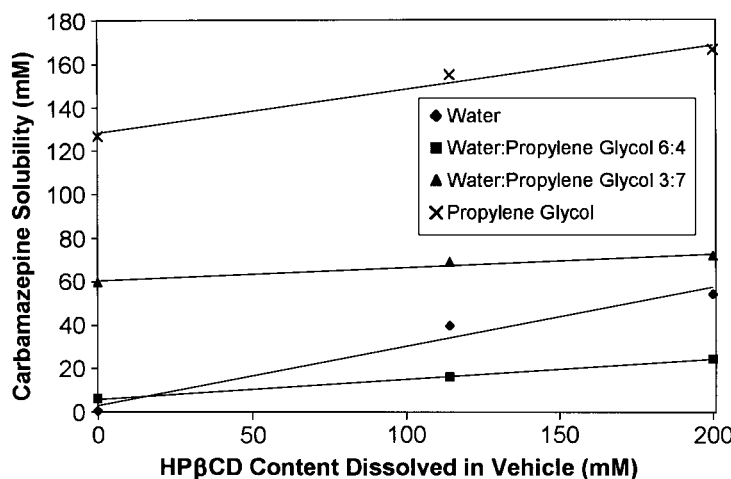 180
160
140
120
100
80
60
40
20
0
Carbamazepine Solubility (mM)
Water
Water:Propylene Glycol 6:4
Water:Propylene Glycol 3:7
Propylene Glycol
0 50 100 150 200
HPβCD Content Dissolved in Vehicle (mM)